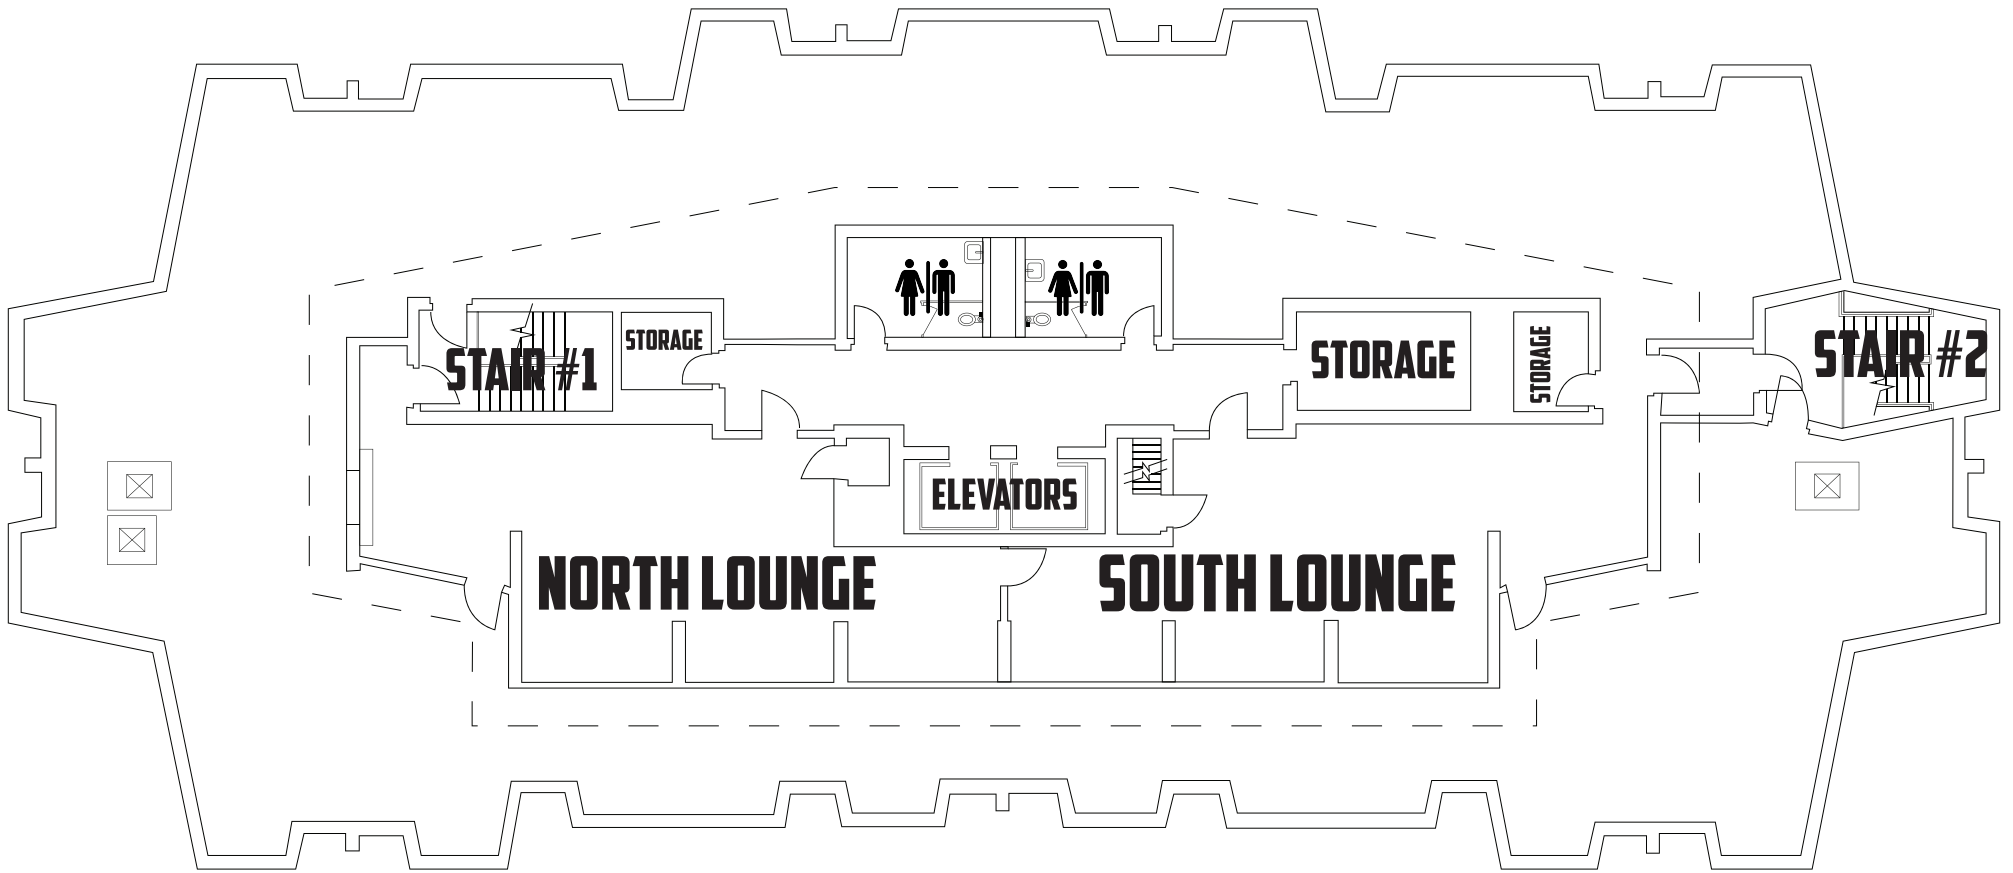 STAIR #1
STORAGE
STORAGE
STORAGE
STAIR #2
ELEVATORS
NORTH LOUNGE
SOUTH LOUNGE